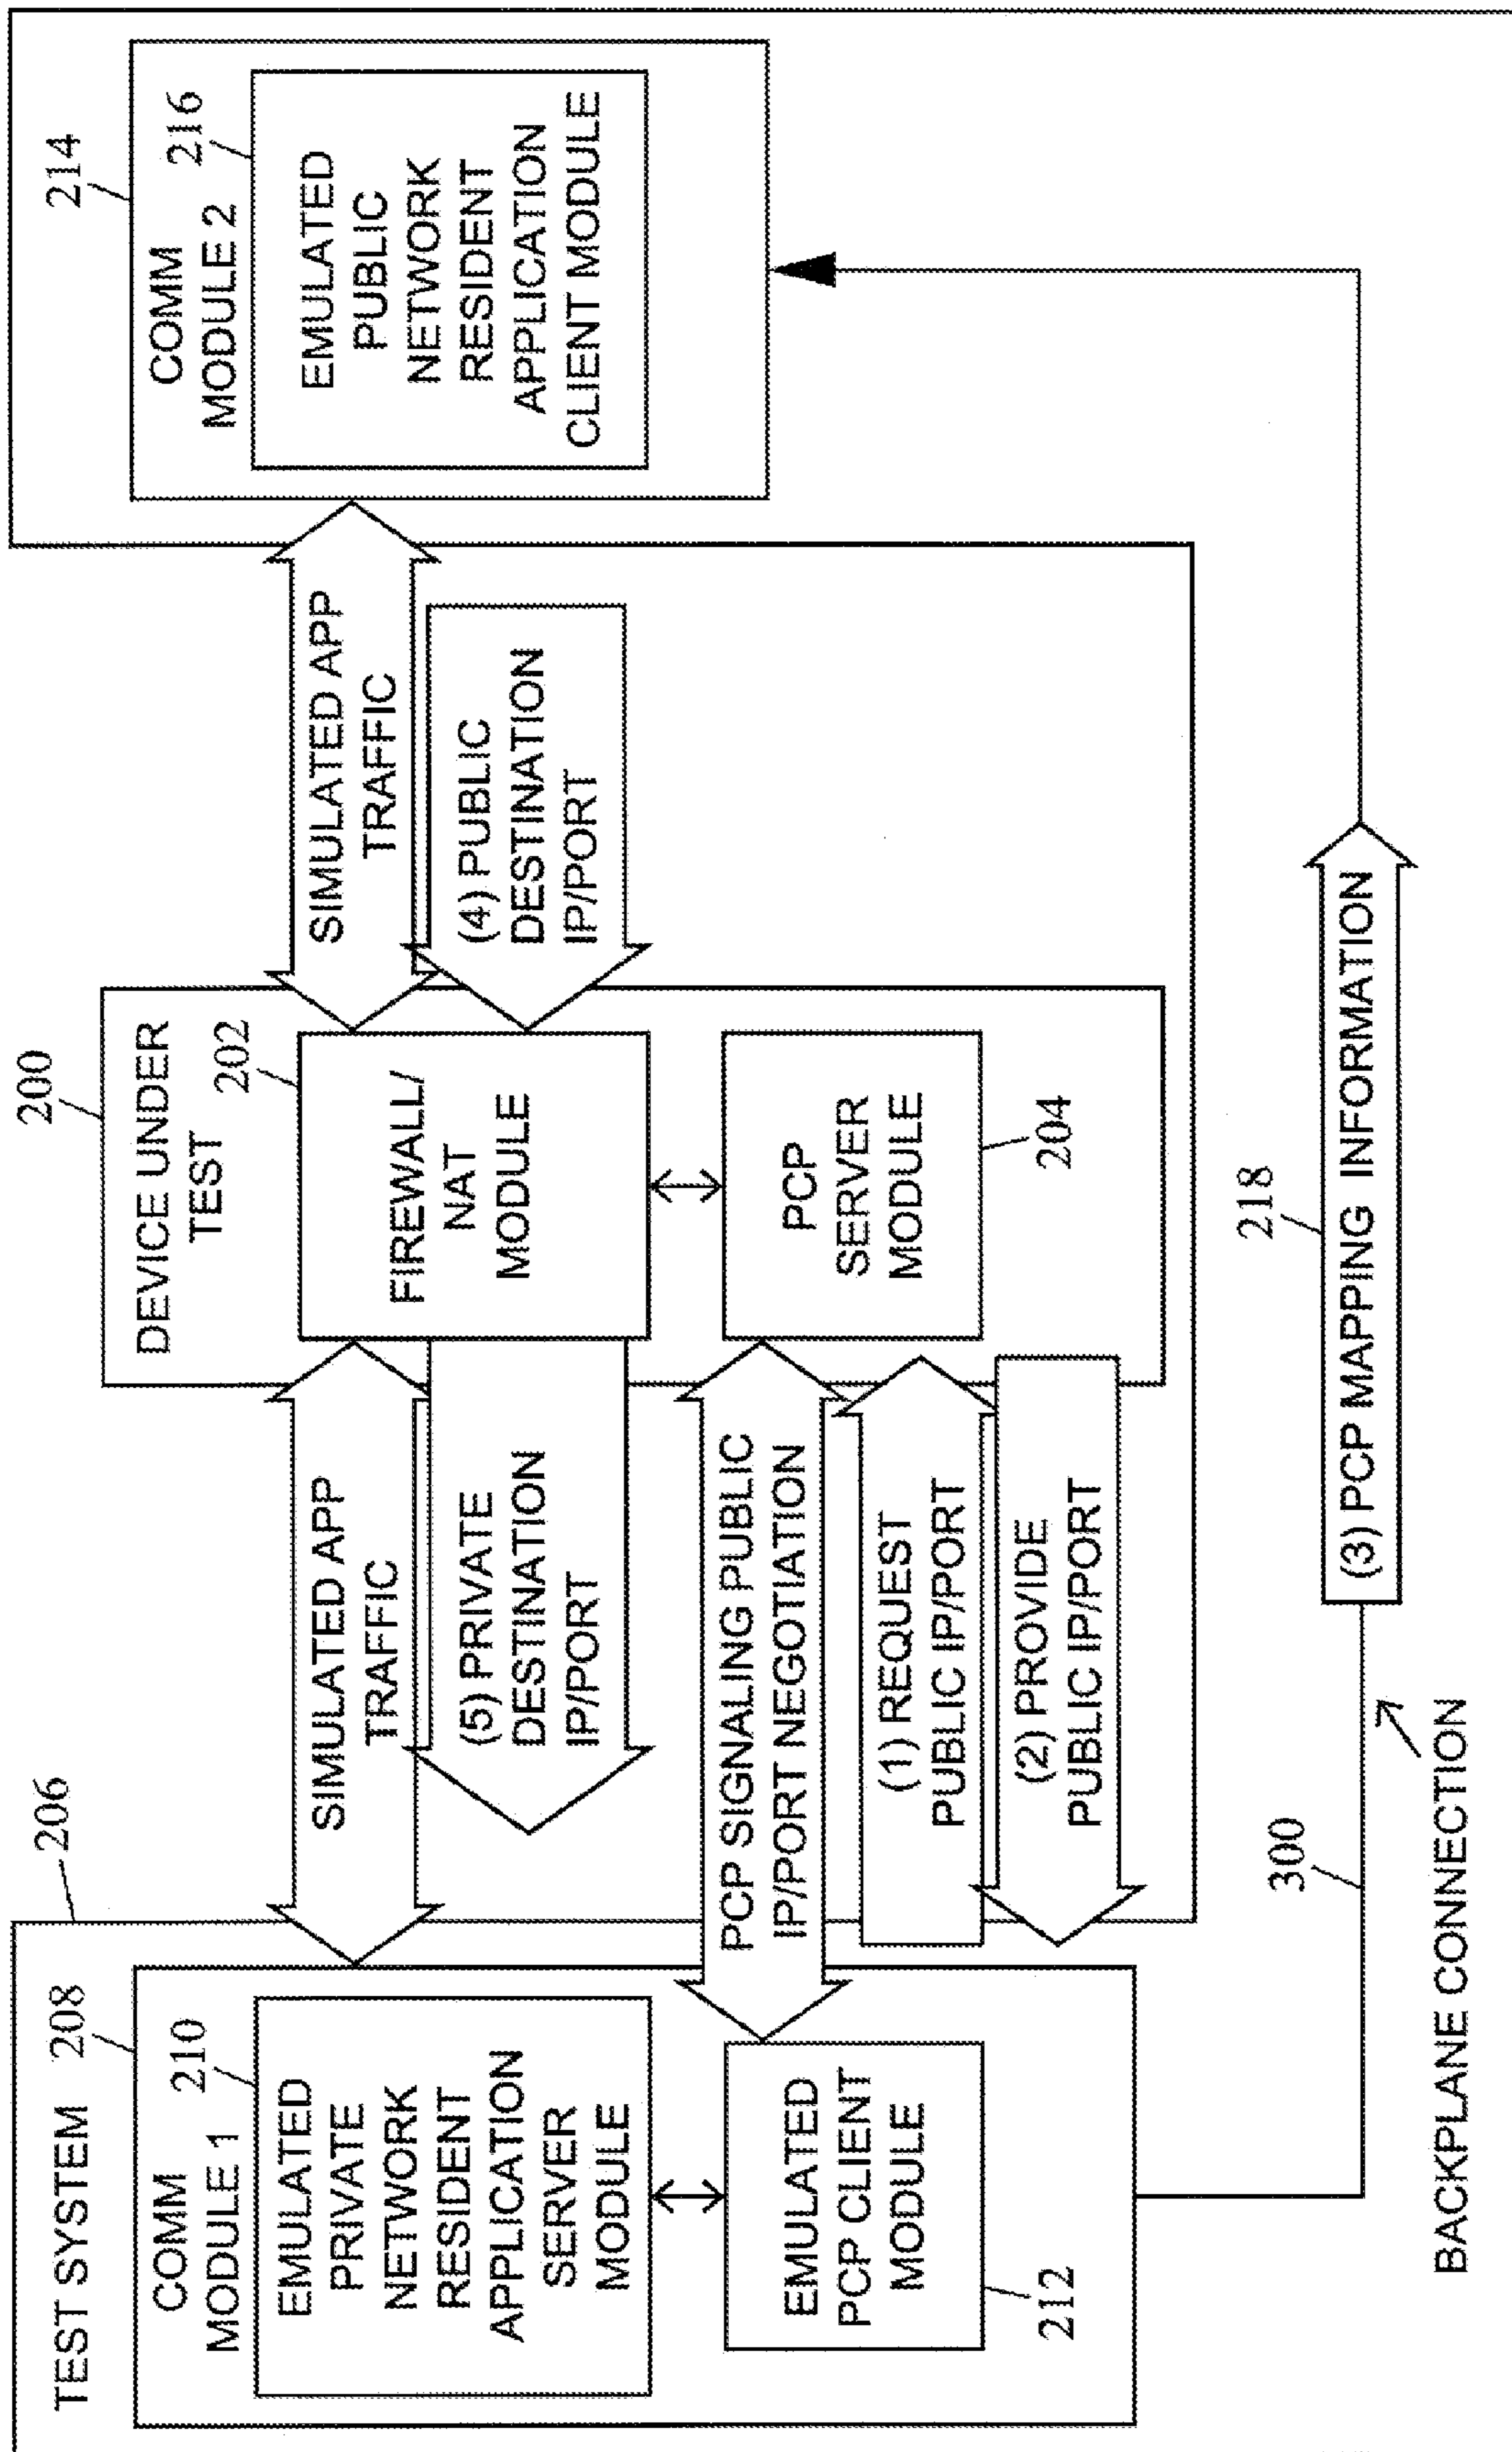 TEST SYSTEM
206
208
COMM
MODULE 1
210
EMULATED
PRIVATE
NETWORK
RESIDENT
APPLICATION
SERVER
MODULE
EMULATED
PCP CLIENT
MODULE
212
SIMULATED APP
TRAFFIC
(5) PRIVATE
DESTINATION
IP/PORT
PCP SIGNALING PUBLIC
IP/PORT NEGOTIATION
(1) REQUEST
PUBLIC IP/PORT
(2) PROVIDE
PUBLIC IP/PORT
200
DEVICE UNDER
TEST
202
FIREWALL/
NAT
MODULE
PCP
SERVER
MODULE
204
SIMULATED APP
TRAFFIC
(4) PUBLIC
DESTINATION
IP/PORT
214
COMM
MODULE 2
216
EMULATED
PUBLIC
NETWORK
RESIDENT
APPLICATION
CLIENT MODULE
218
(3) PCP MAPPING INFORMATION
300
BACKPLANE CONNECTION